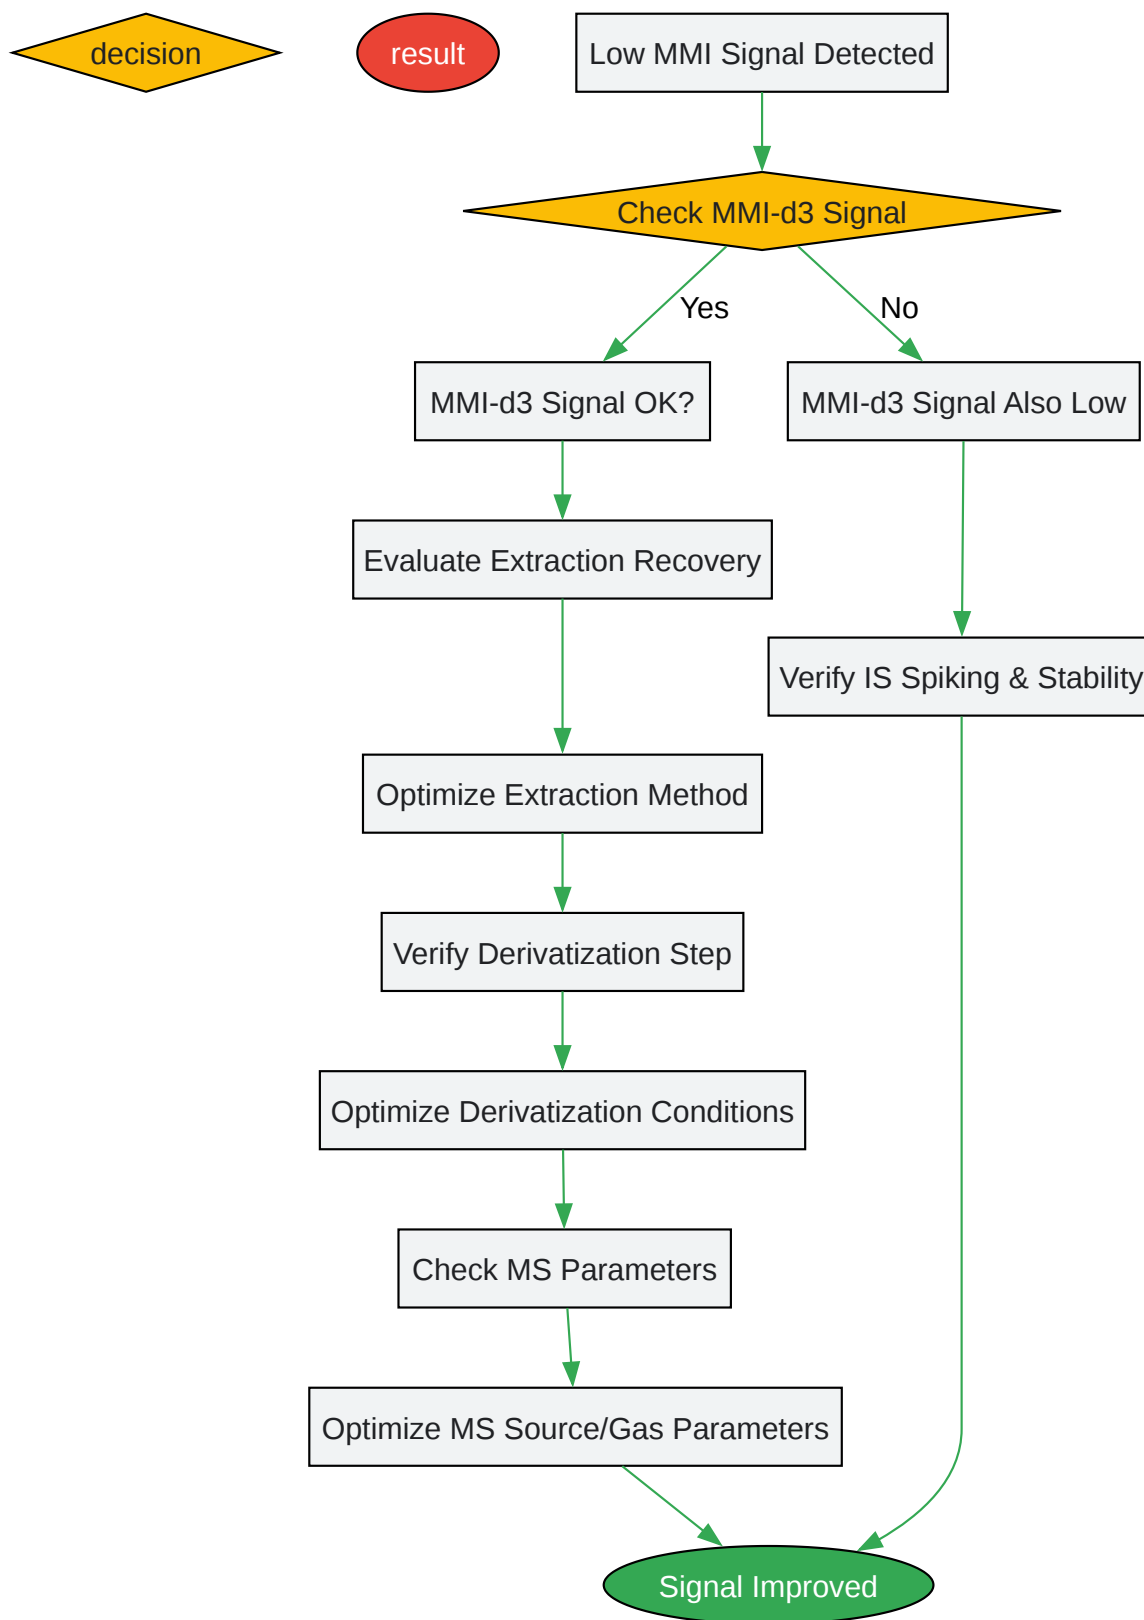 decision
result
Low MMI Signal Detected
Check MMI-d3 Signal
Yes
No
MMI-d3 Signal OK?
MMI-d3 Signal Also Low
Evaluate Extraction Recovery
Verify IS Spiking & Stability
Optimize Extraction Method
Verify Derivatization Step
Optimize Derivatization Conditions
Check MS Parameters
Optimize MS Source/Gas Parameters
Signal Improved